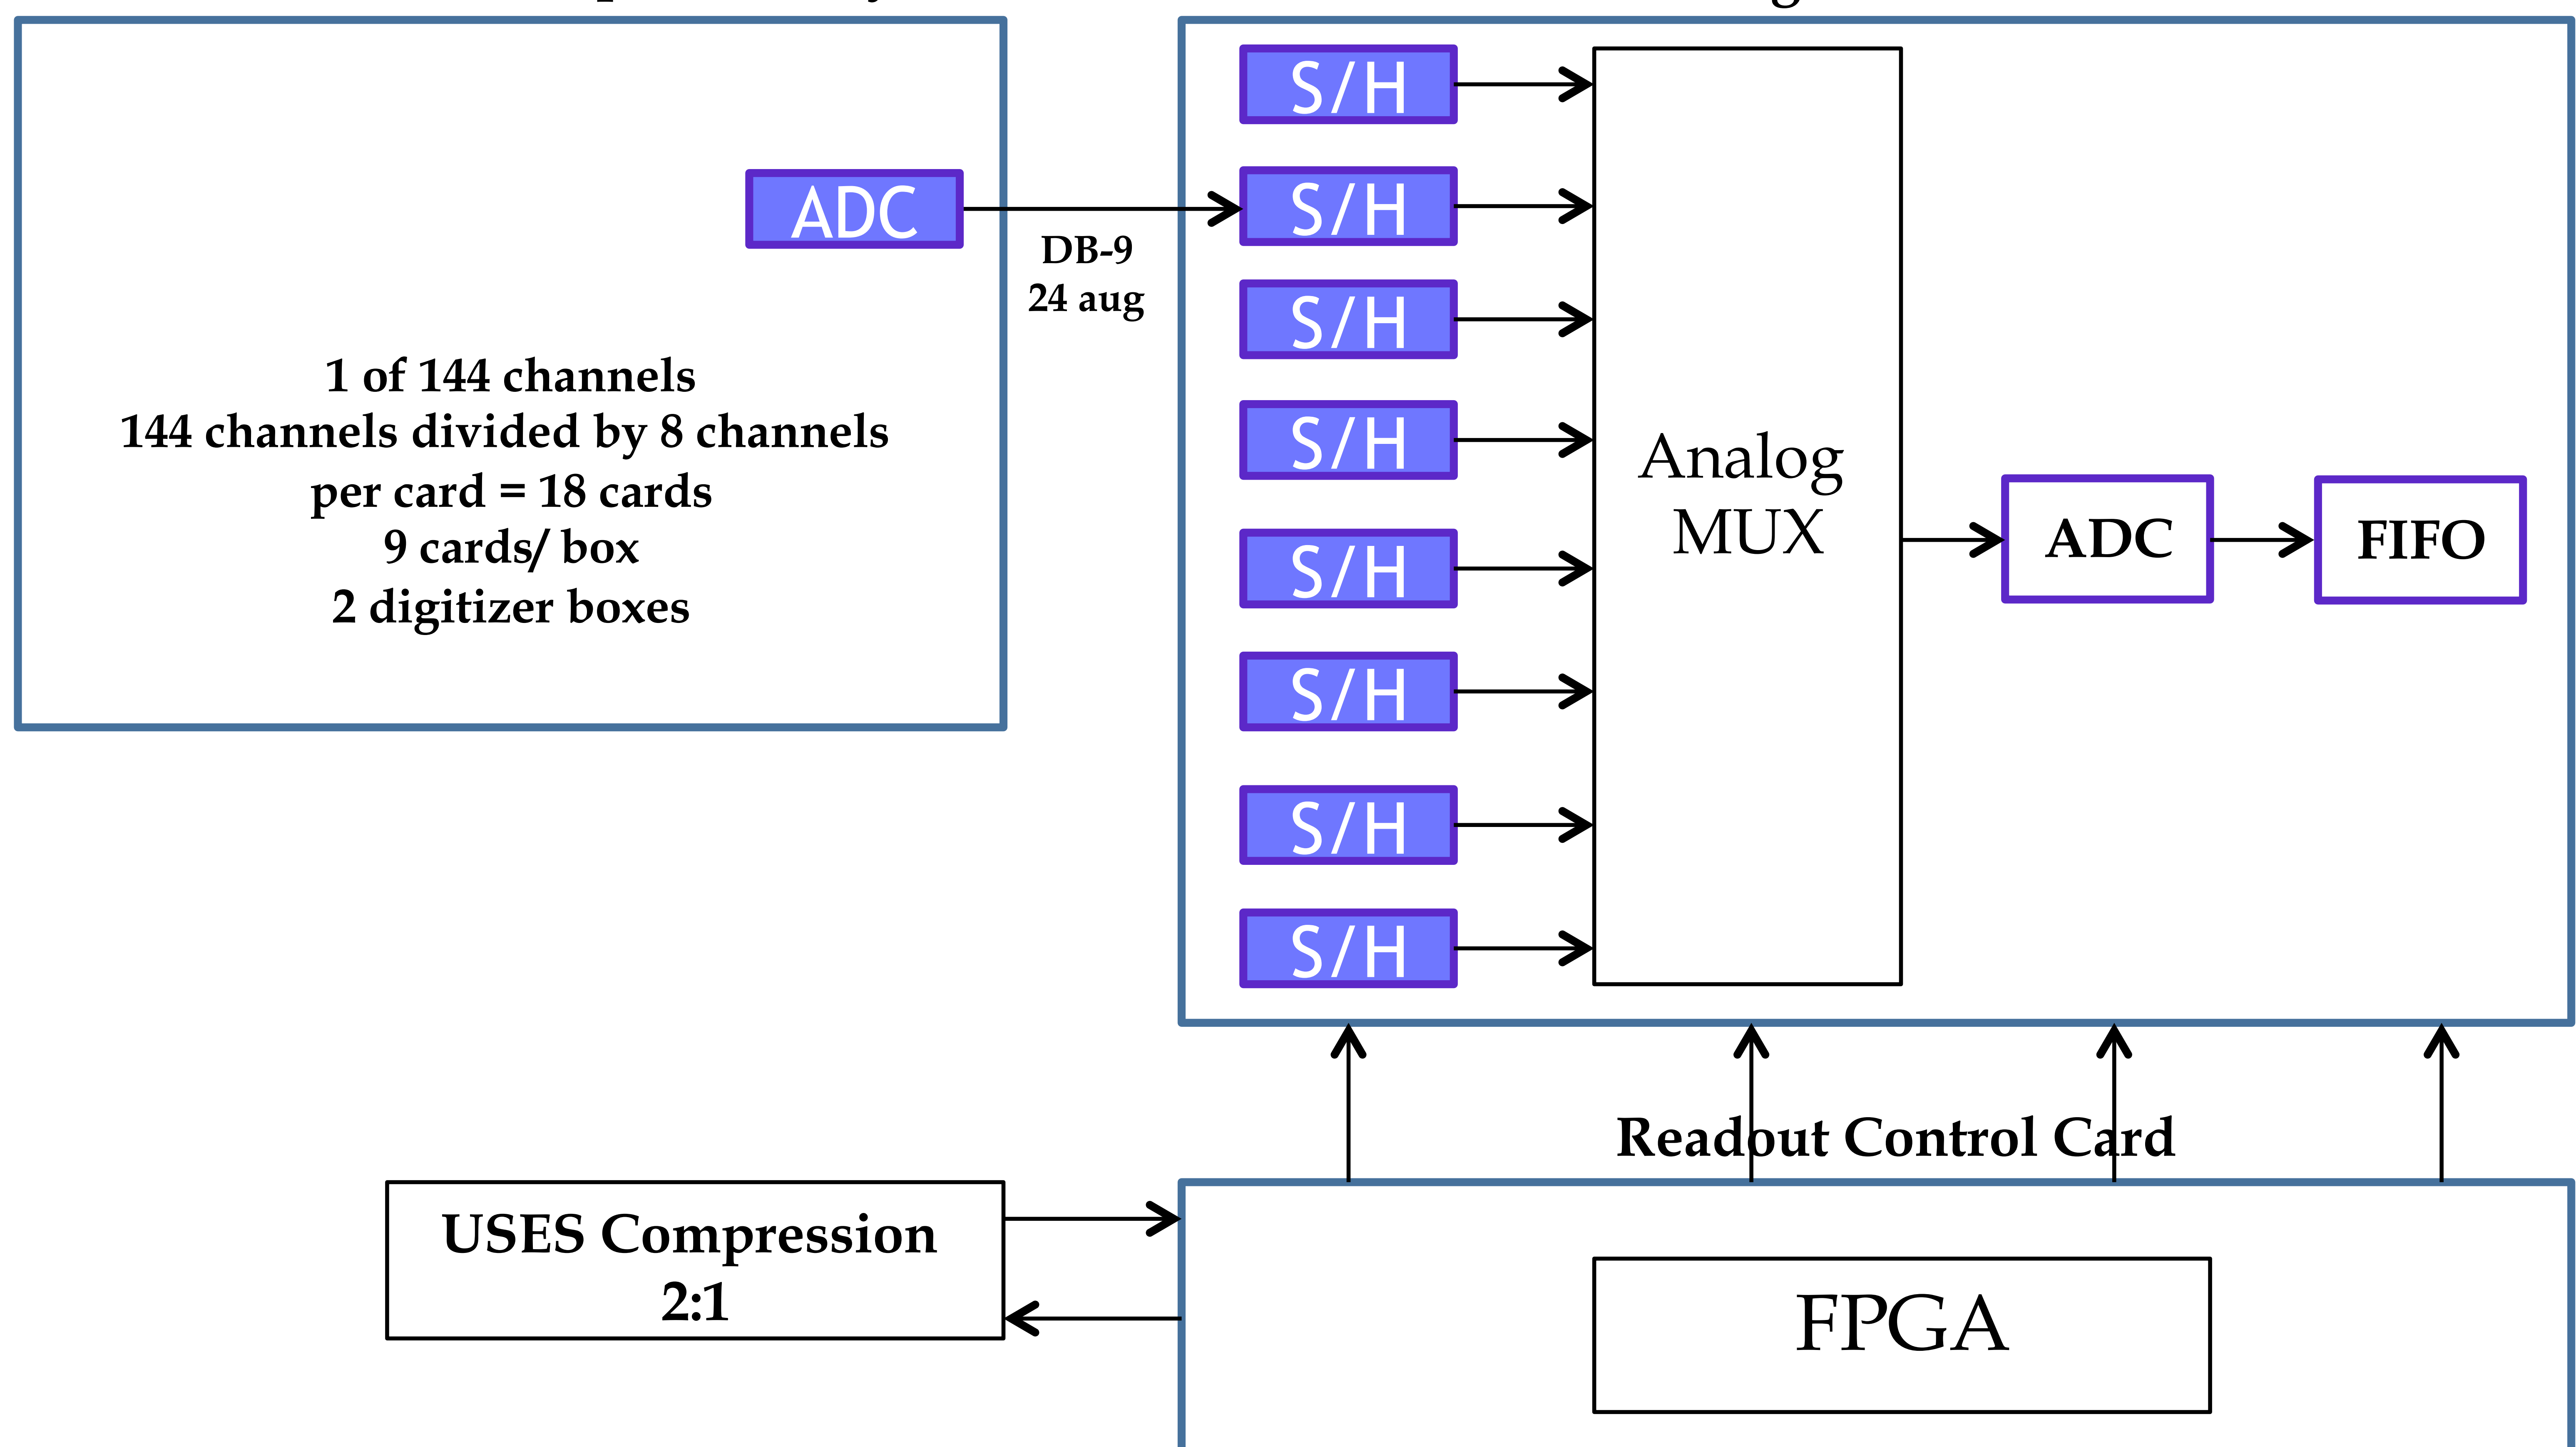 ADC
DB-9
24 aug
1 of 144 channels
144 channels divided by 8 channels
per card = 18 cards
9 cards/ box
2 digitizer boxes
S/H
S/H
S/H
S/H
S/H
S/H
S/H
S/H
Analog
MUX
ADC
FIFO
Readout Control Card
USES Compression
2:1
FPGA